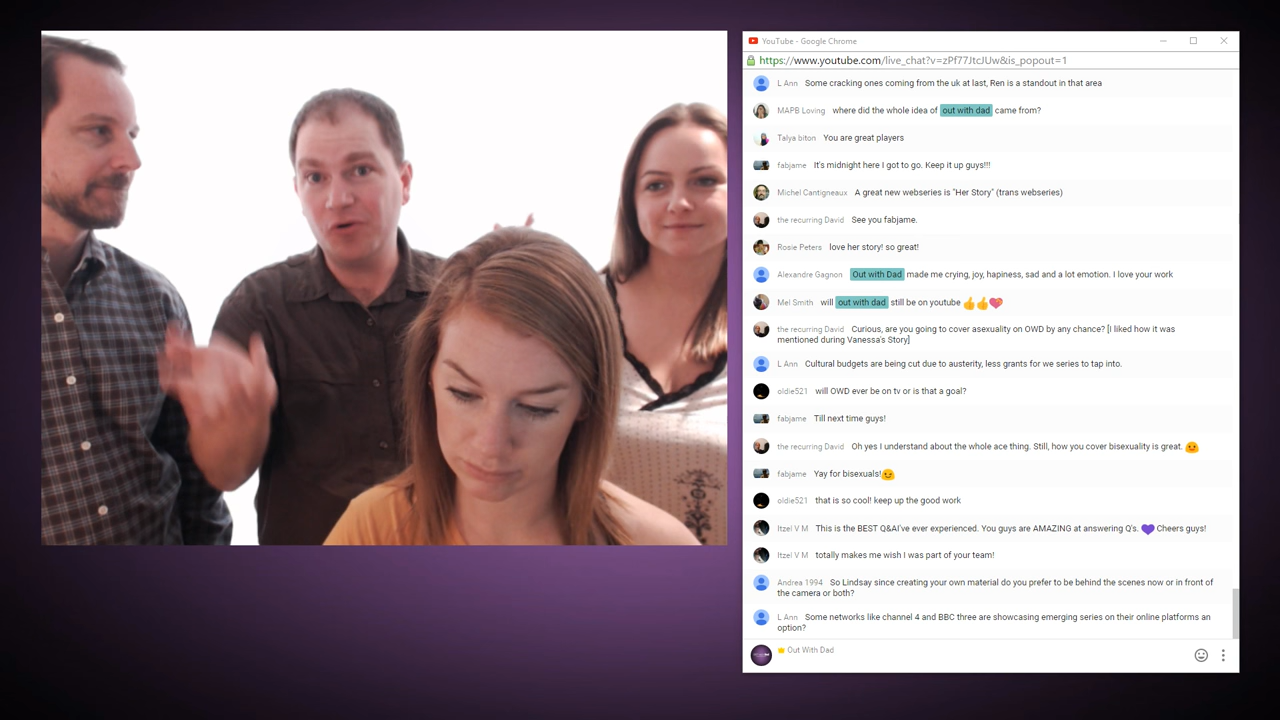 YouTube - Google Chrome
https://www.youtube.com/live_chat?v=zPf77JtcJUw&is_popout=1
L Ann Some cracking ones coming from the uk at last, Ren is a standout in that area
MAPB Loving where did the whole idea of out with dad came from?
Talya biton You are great players
fabjame It's midnight here I got to go. Keep it up guys!!!
Michel Cantigneaux A great new webseries is "Her Story" (trans webseries)
the recurring David See you fabjame.
Rosie Peters love her story! so great!
Alexandre Gagnon Out with Dad made me crying, joy, hapiness, sad and a lot emotion. I love your work
Mel Smith will out with dad still be on youtube 👍👍💖
the recurring David Curious, are you going to cover asexuality on OWD by any chance? [I liked how it was
mentioned during Vanessa's Story]
L Ann Cultural budgets are being cut due to austerity, less grants for we series to tap into.
oldie521 will OWD ever be on tv or is that a goal?
fabjame Till next time guys!
the recurring David Oh yes I understand about the whole ace thing. Still, how you cover bisexuality is great. 😀
fabjame Yay for bisexuals!😉
oldie521 that is so cool! keep up the good work
Itzel V M This is the BEST Q&AI've ever experienced. You guys are AMAZING at answering Q's. 💜 Cheers guys!
Itzel V M totally makes me wish I was part of your team!
Andrea 1994 So Lindsay since creating your own material do you prefer to be behind the scenes now or in front of
the camera or both?
L Ann Some networks like channel 4 and BBC three are showcasing emerging series on their online platforms an
option?
Out With Dad